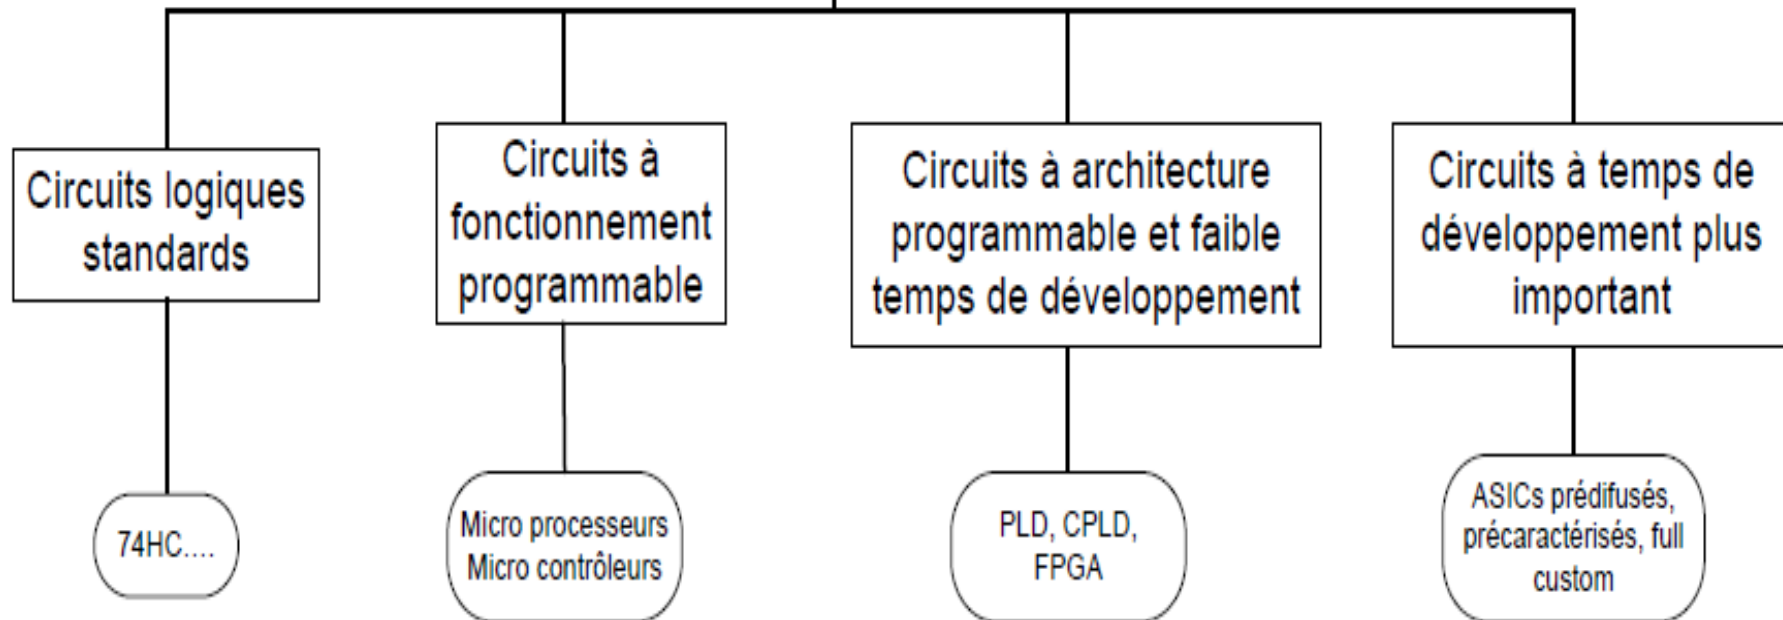 Circuits logiques
standards
Circuits à
fonctionnement
programmable
Circuits à architecture
programmable et faible
temps de développement
Circuits à temps de
développement plus
important
74HC....
Micro processeurs
Micro contrôleurs
PLD, CPLD,
FPGA
ASICs prédifusés,
précaractérisés, full
custom